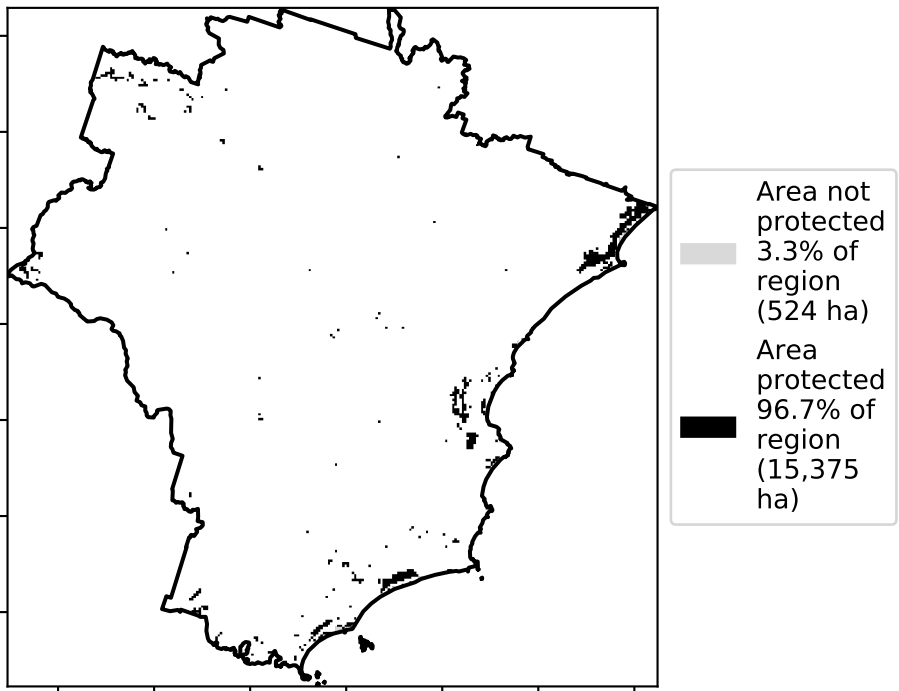 Area not
protected
3.3% of
region
(524 ha)
Area
protected
96.7% of
region
(15,375
ha)